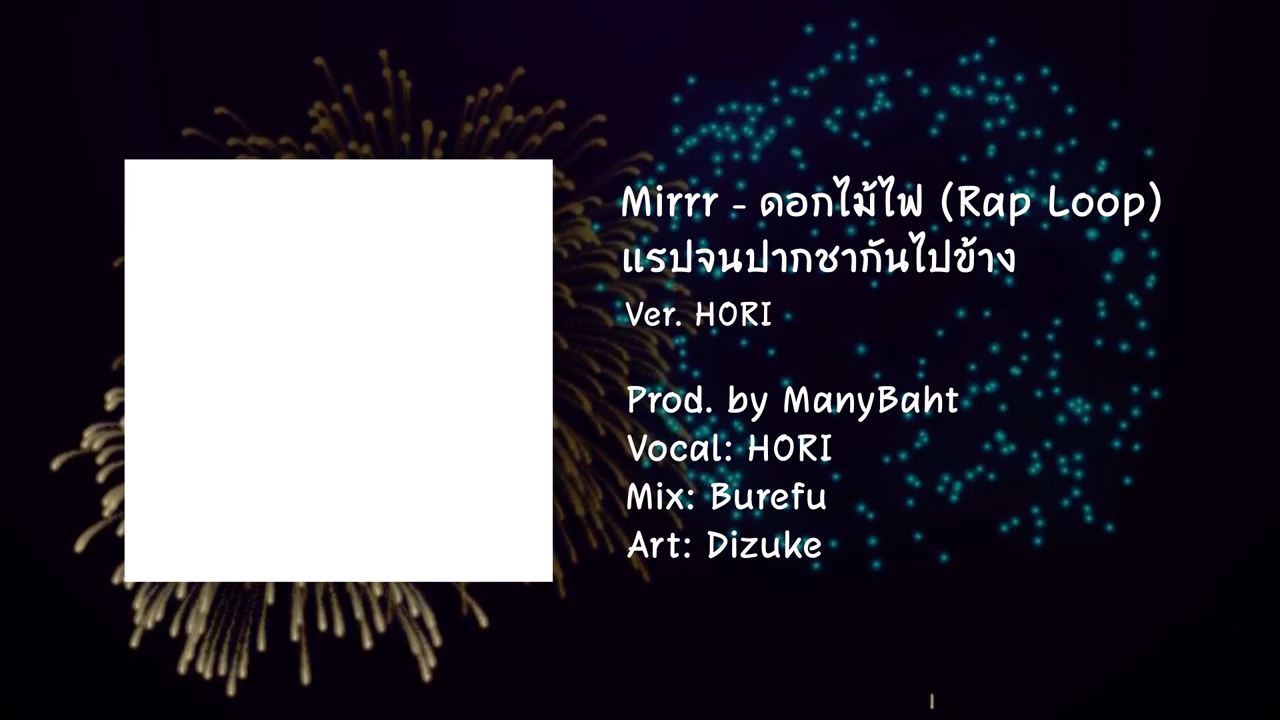 Mirrr - ดอกไม้ไฟ (Rap Loop)
แรปจนปากชากันไปข้าง
Ver. HORI
Prod. by ManyBaht
Vocal: HORI
Mix: Burefu
Art: Dizuke